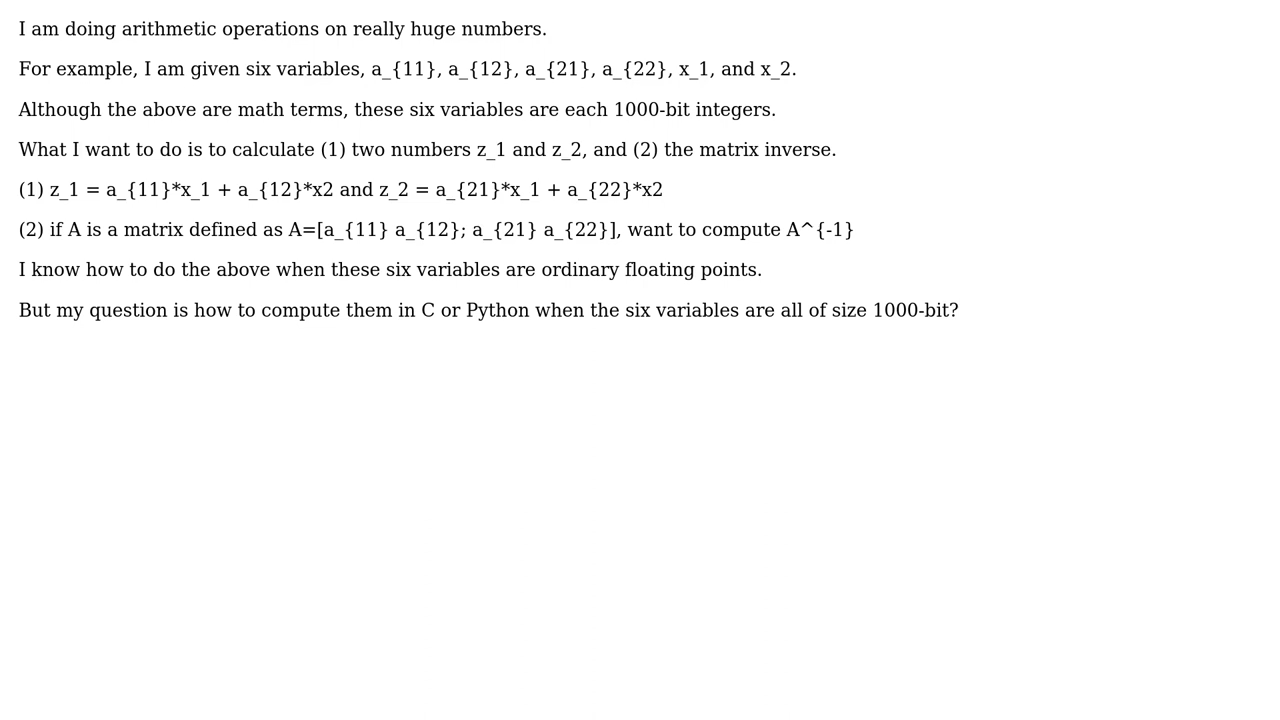 I am doing arithmetic operations on really huge numbers.
For example, I am given six variables, a_{11}, a_{12}, a_{21}, a_{22}, x_1, and x_2.
Although the above are math terms, these six variables are each 1000-bit integers.
What I want to do is to calculate (1) two numbers z_1 and z_2, and (2) the matrix inverse.
(1) z_1 = a_{11}*x_1 + a_{12}*x2 and z_2 = a_{21}*x_1 + a_{22}*x2
(2) if A is a matrix defined as A=[a_{11} a_{12}; a_{21} a_{22}], want to compute A^{-1}
I know how to do the above when these six variables are ordinary floating points.
But my question is how to compute them in C or Python when the six variables are all of size 1000-bit?